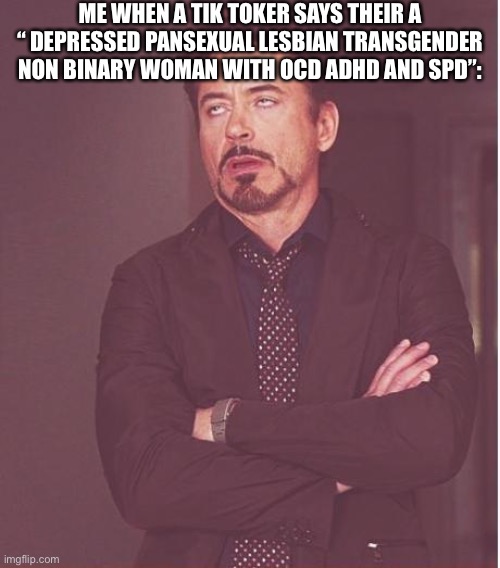 ME WHEN A TIK TOKER SAYS THEIR A
“ DEPRESSED PANSEXUAL LESBIAN TRANSGENDER
NON BINARY WOMAN WITH OCD ADHD AND SPD”:
imgflip.com